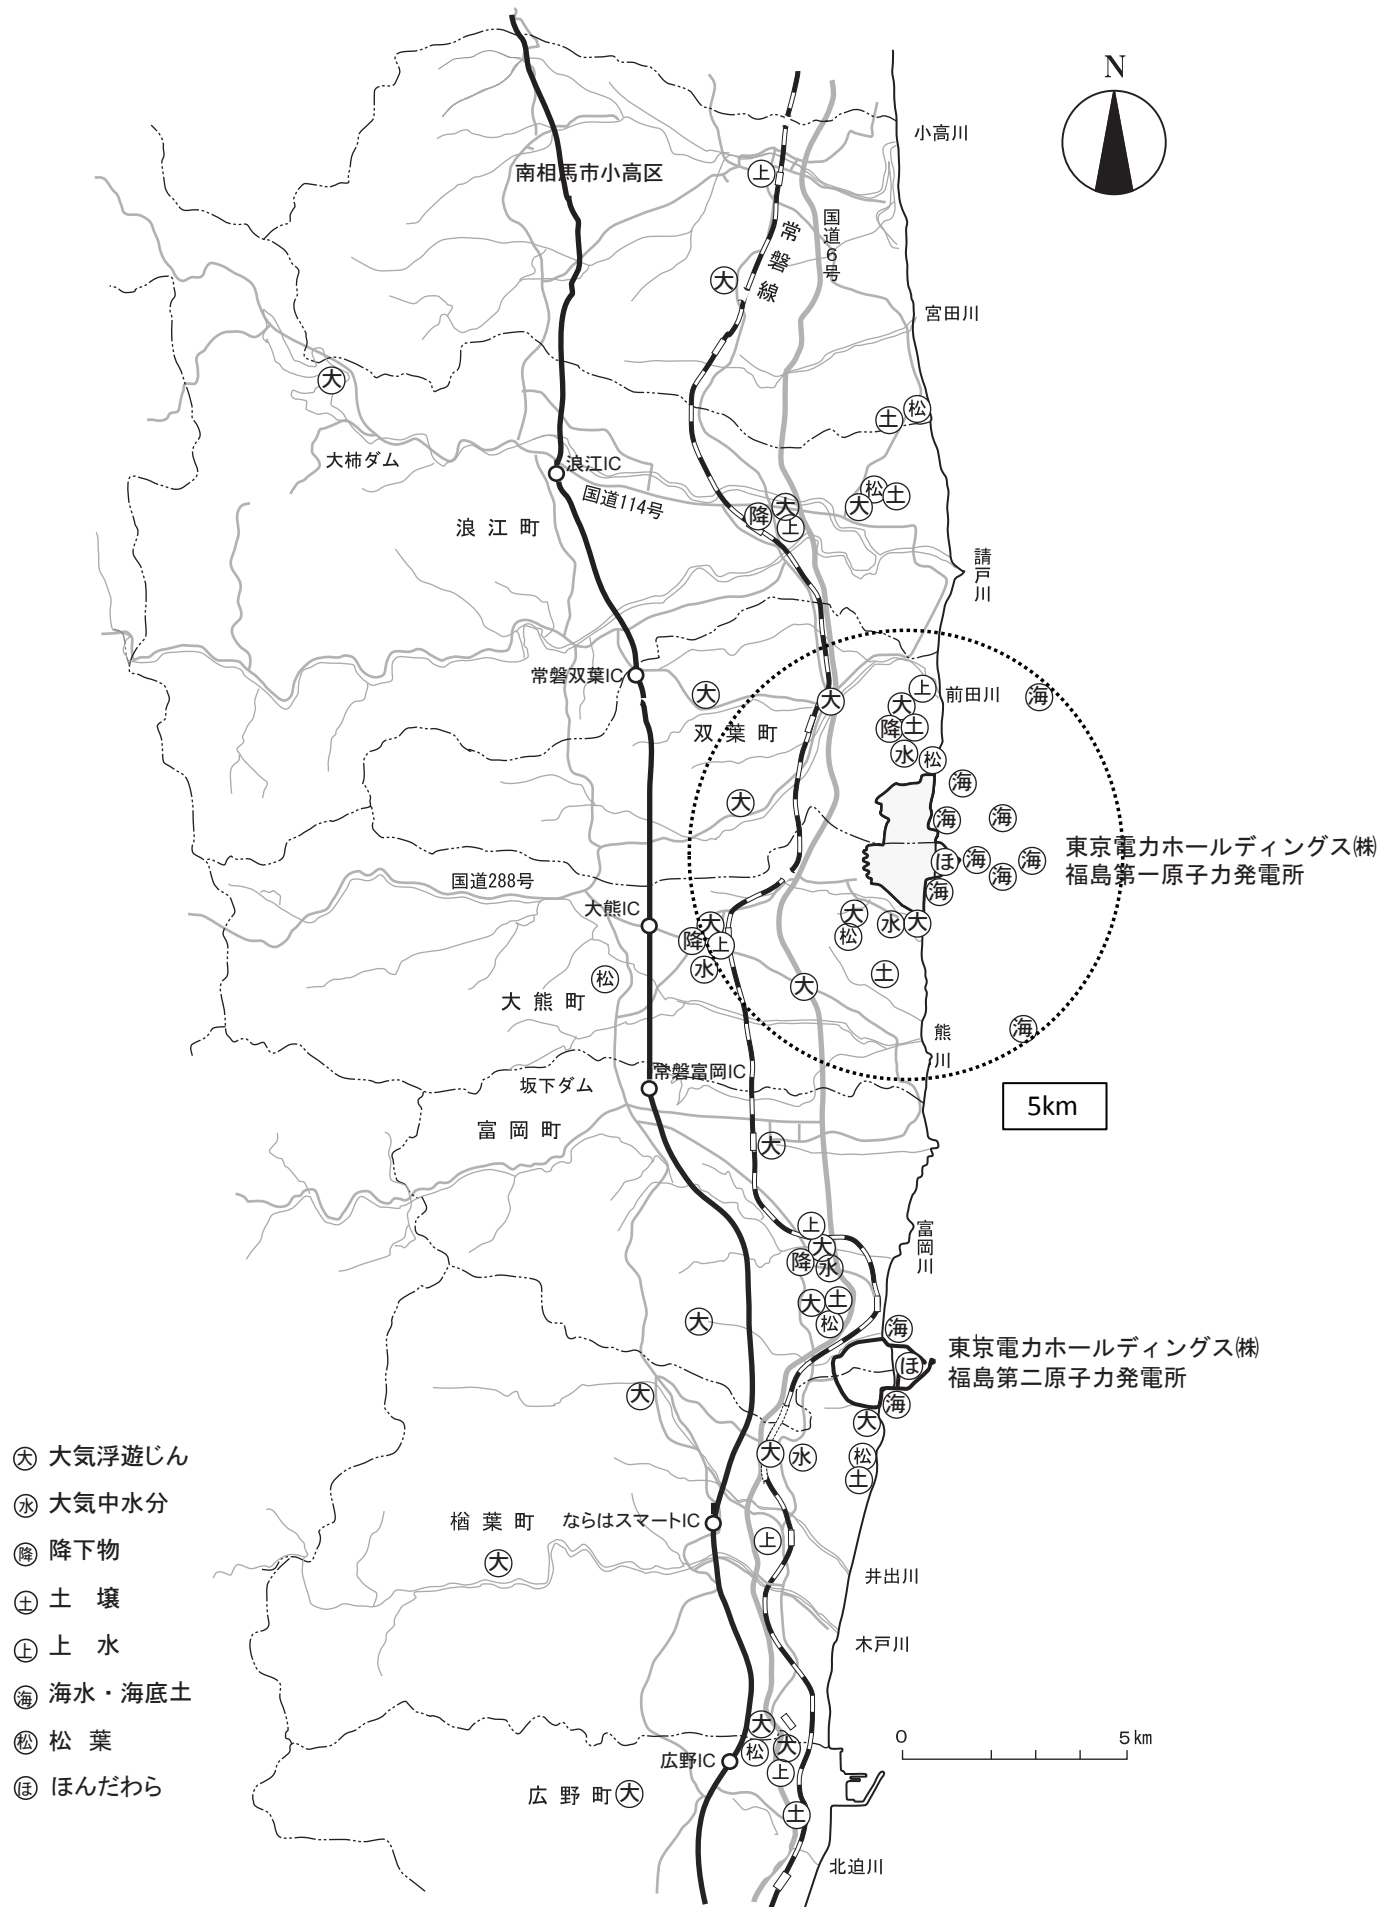 N
小高川
南相馬市小高区
上
国道6号
常磐線
大
宮田川
大
松
土
大柿ダム
浪江IC
国道114号
松
土
大
大
降
上
浪江町
請戸川
常磐双葉IC
大
大
上
前田川
海
大
双葉町
降
土
水
松
海
大
海
海
ほ
海
海
海
海
東京電力ホールディングス㈱
福島第一原子力発電所
国道288号
大熊IC
大
降
上
水
大
松
水
大
松
土
大
大熊町
熊川
海
坂下ダム
常磐富岡IC
5km
富岡町
大
上
大
降
水
富岡川
大
土
松
大
海
東京電力ホールディングス㈱
福島第二原子力発電所
ほ
海
大
大
大
水
松
土
楢葉町
ならはスマートIC
上
大
井出川
木戸川
大
松
大
上
広野IC
広野町
大
土
北迫川
0
5km
大 大気浮遊じん
水 大気中水分
降 降下物
土 土 壌
上 上 水
海 海水・海底土
松 松 葉
ほ ほんだわら